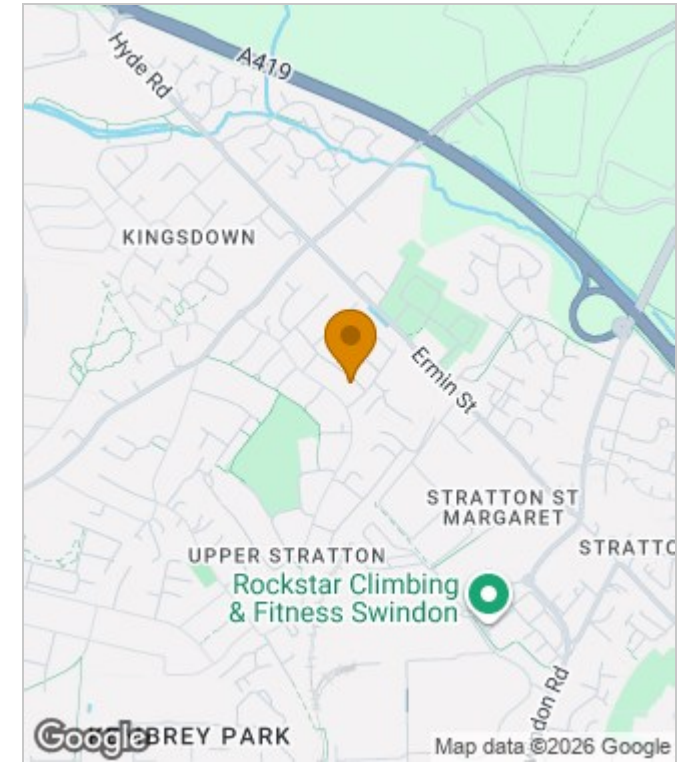 Hyde Rd
A419
KINGSDOWN
Ermin St
STRATTON ST
MARGARET
STRATTO
UPPER STRATTON
Rockstar Climbing
& Fitness Swindon
don Rd
Google
BREY PARK
Map data ©2026 Google